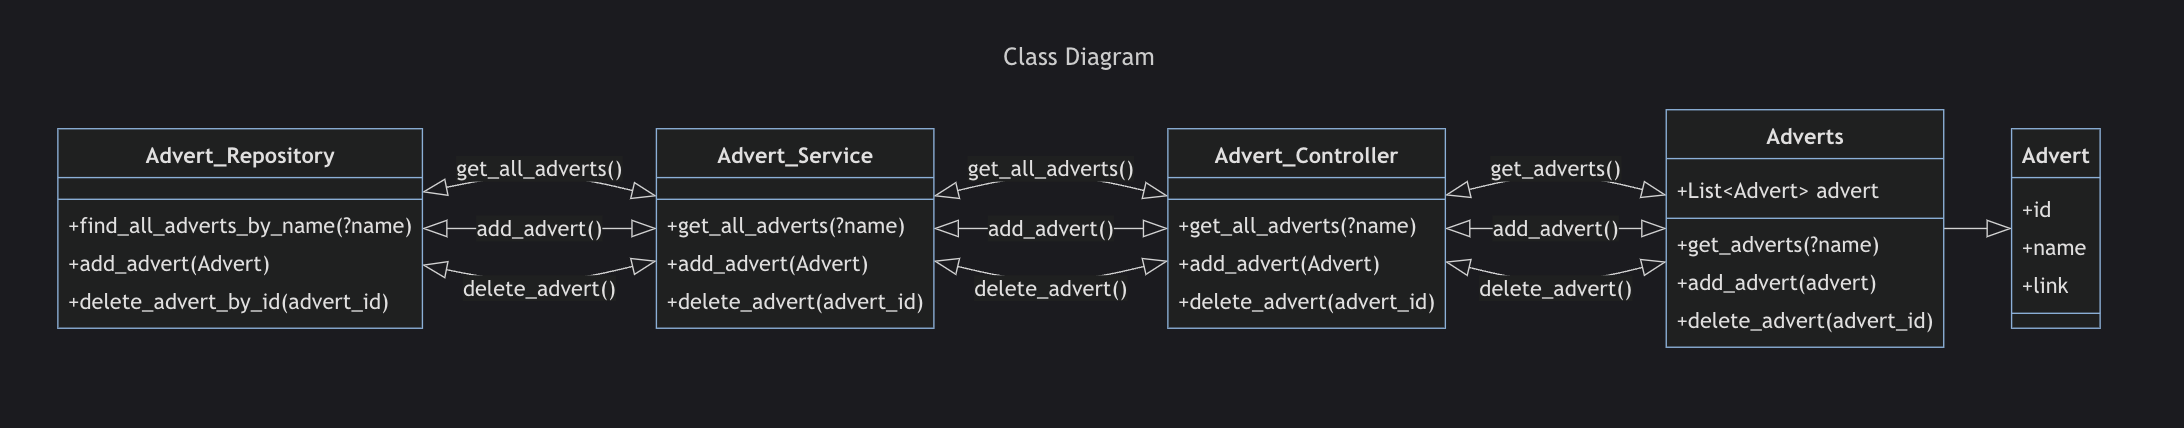 Class Diagram
Advert_Repository
+find_all_adverts_by_name(?name)
+add_advert(Advert)
+delete_advert_by_id(advert_id)
get_all_adverts()
add_advert()
delete_advert()
Advert_Service
+get_all_adverts(?name)
+add_advert(Advert)
+delete_advert(advert_id)
get_all_adverts()
add_advert()
delete_advert()
Advert_Controller
+get_all_adverts(?name)
+add_advert(Advert)
+delete_advert(advert_id)
get_adverts()
add_advert()
delete_advert()
Adverts
+List<Advert> advert
+get_adverts(?name)
+add_advert(advert)
+delete_advert(advert_id)
Advert
+id
+name
+link